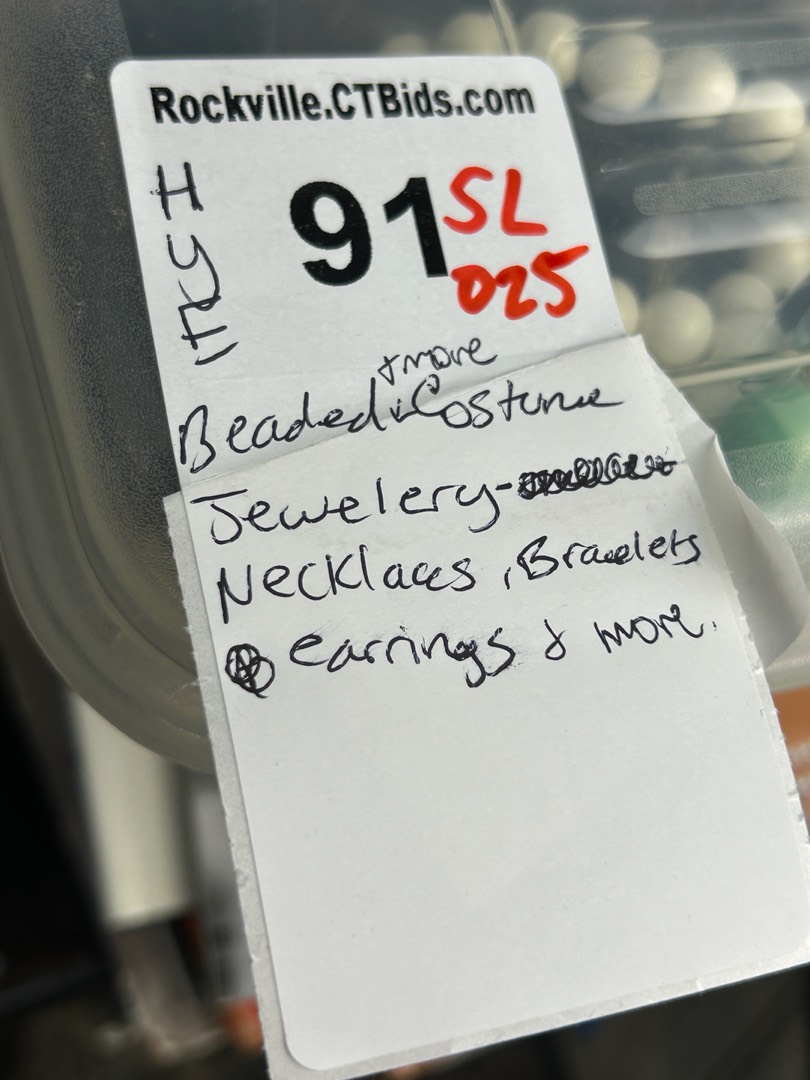 Rockville.CTBids.com
91
SL
025
+ more
Beaded & Costume
Jewelery-
Necklaces, Bracelets
earrings & more.